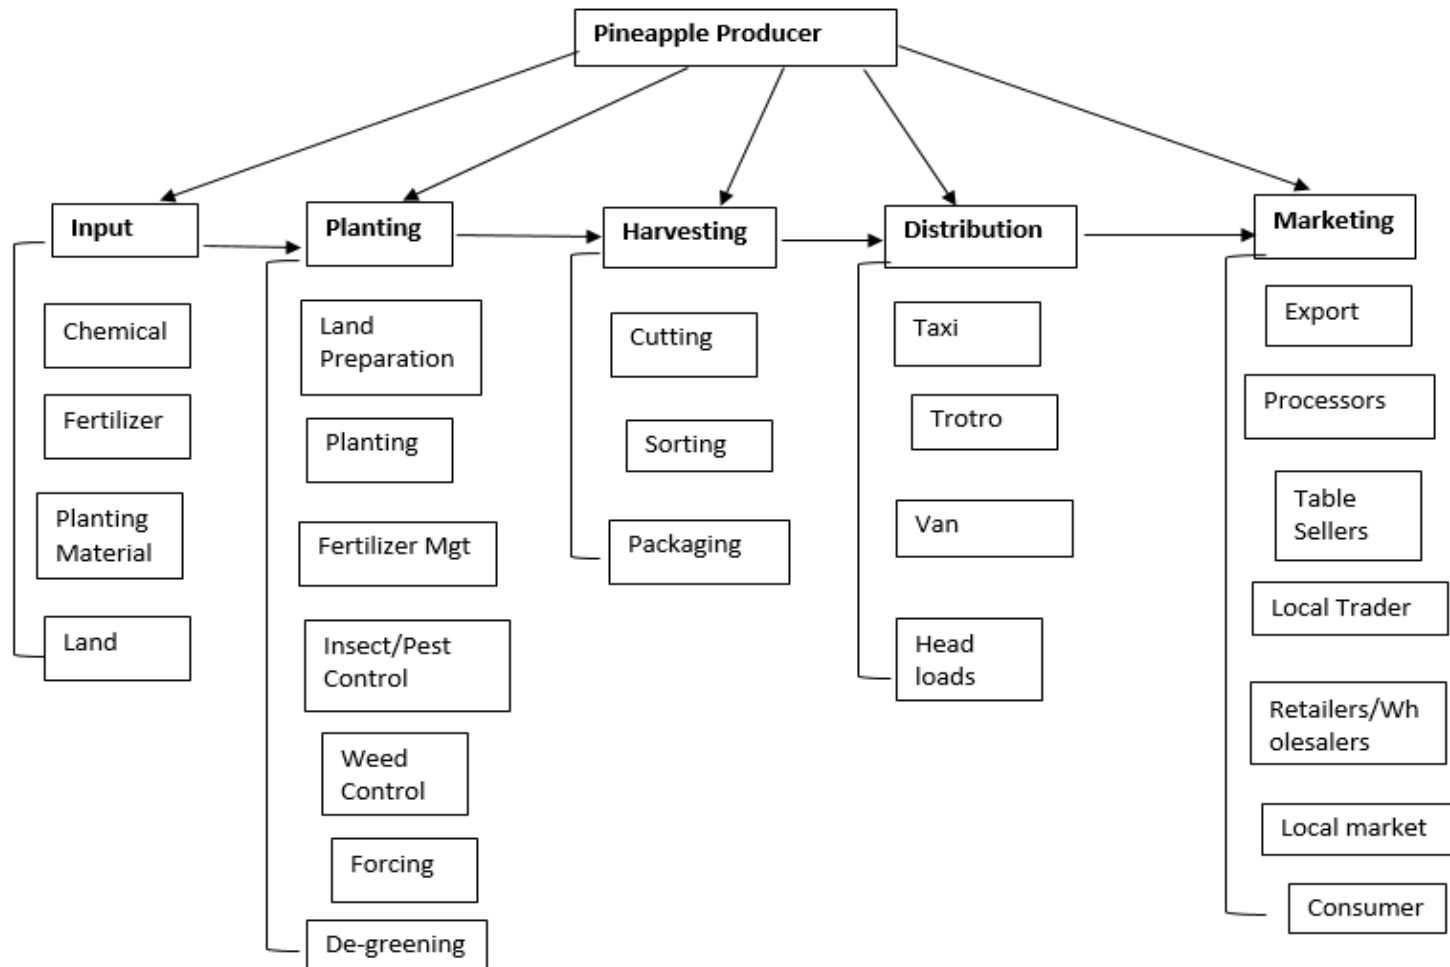 Pineapple Producer
Input
Planting
Harvesting
Distribution
Marketing
Chemical
Fertilizer
Planting
Material
Land
Land
Preparation
Planting
Fertilizer Mgt
Insect/Pest
Control
Weed
Control
Forcing
De-greening
Cutting
Sorting
Packaging
Taxi
Trotro
Van
Head
loads
Export
Processors
Table
Sellers
Local Trader
Retailers/Wh
olesalers
Local market
Consumer